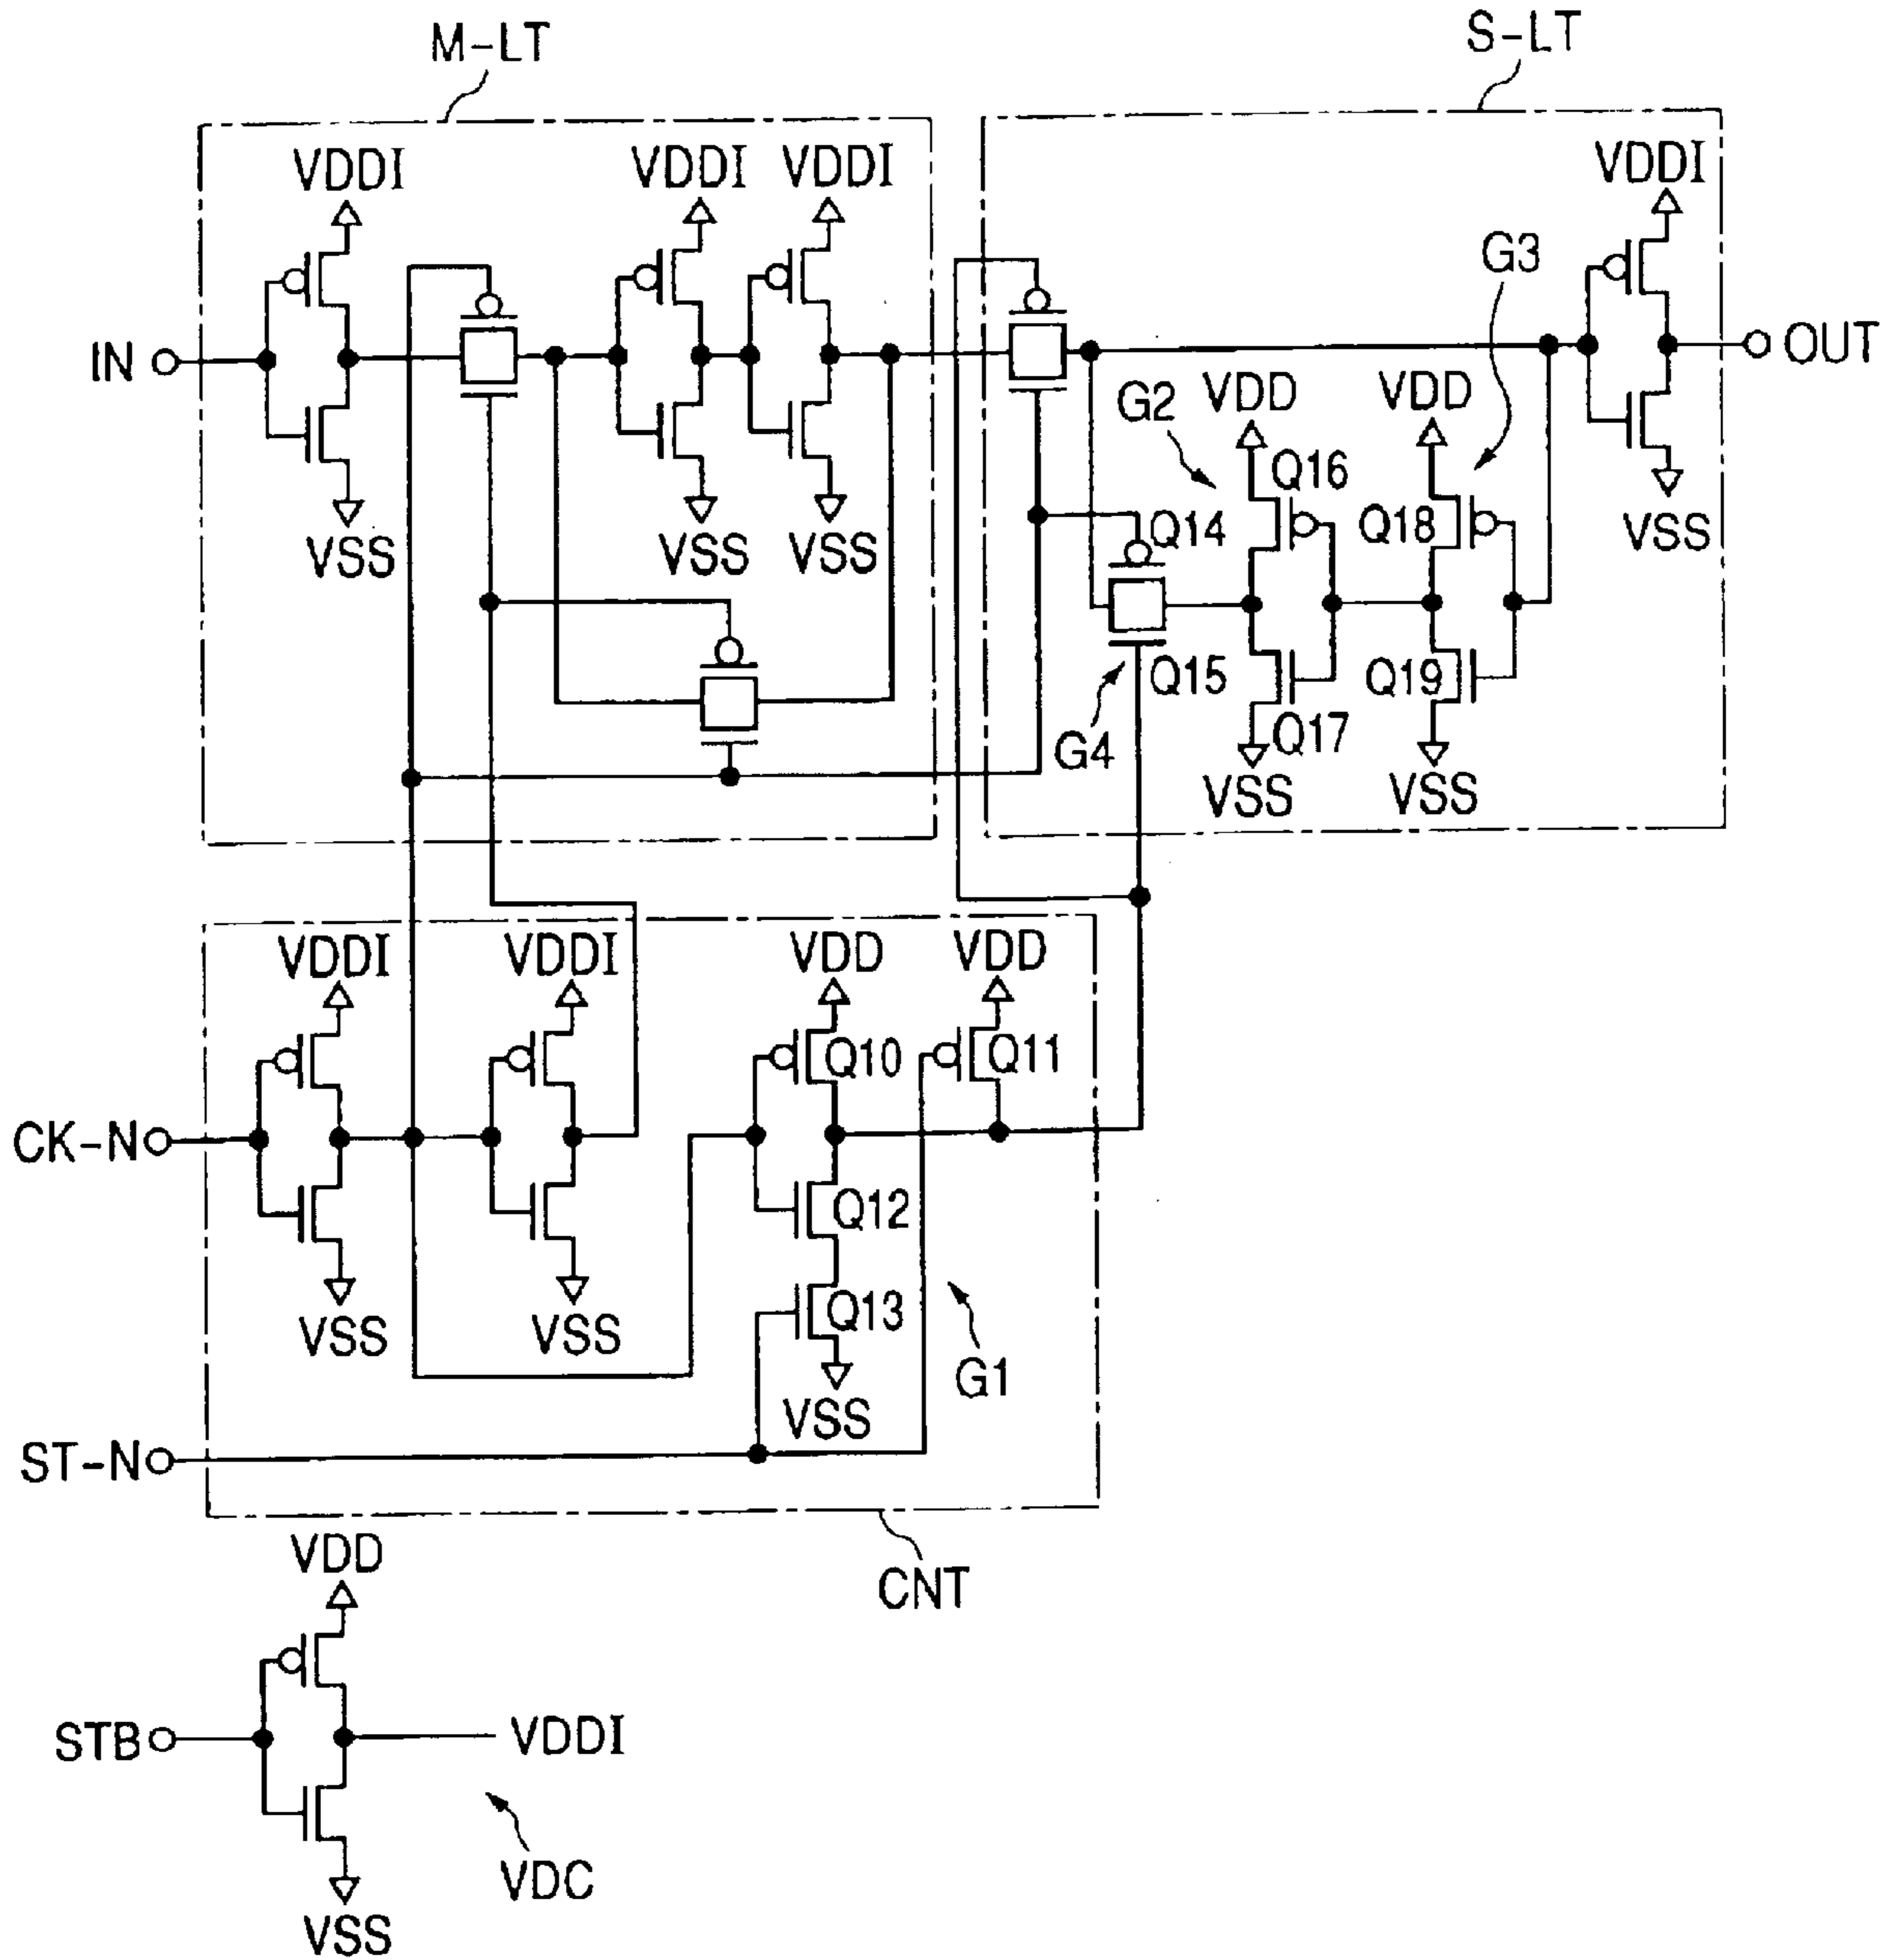 M-LT
S-LT
VDDI
VDDI
VDDI
VDDI
G3
IN
OUT
G2
VDD
VDD
Q16
Q14
Q18
VSS
VSS
VSS
VSS
Q15
Q19
Q17
G4
VSS
VSS
VDDI
VDDI
VDD
VDD
Q10
Q11
CK-N
Q12
Q13
VSS
VSS
G1
VSS
ST-N
VDD
CNT
STB
VDDI
VDC
VSS